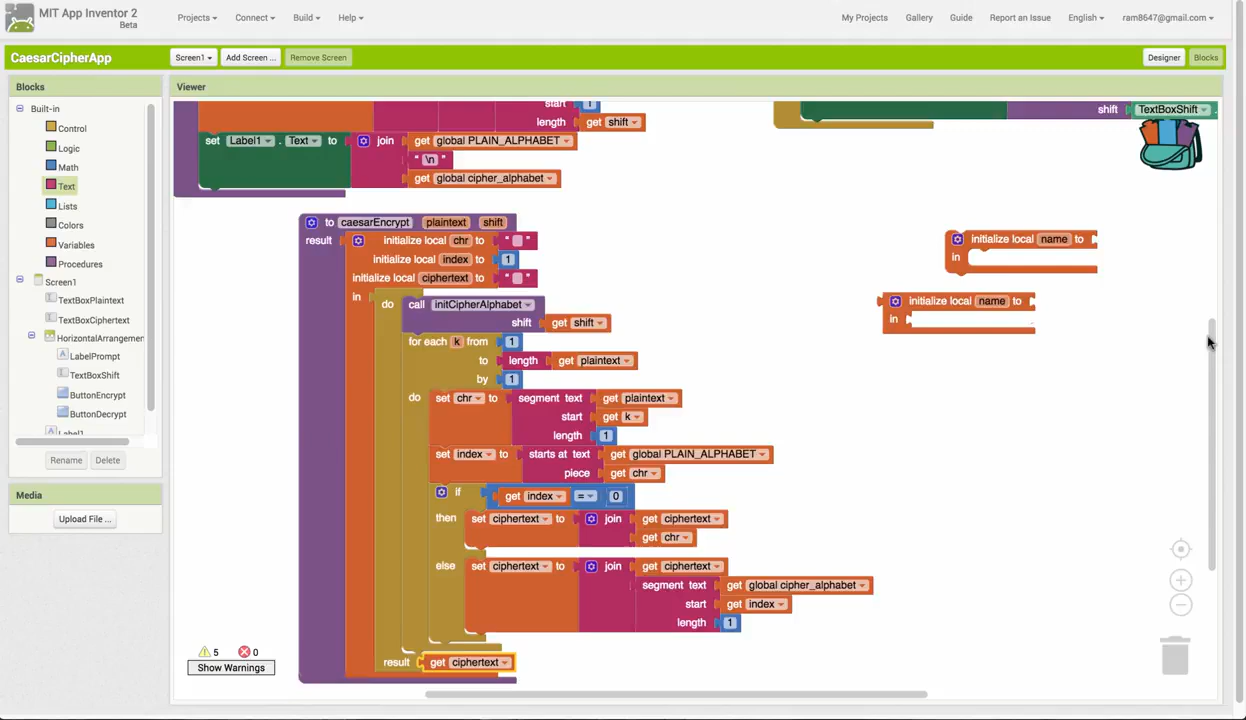 MIT App Inventor 2
Beta
Projects Connect Build Help
My Projects Gallery Guide Report an Issue English ram8647@gmail.com
CaesarCipherApp
Screen1 Add Screen ... Remove Screen
Designer Blocks
Blocks
Viewer
Built-in
Control
Logic
Math
Text
Lists
Colors
Variables
Procedures
Screen1
TextBoxPlaintext
TextBoxCiphertext
HorizontalArrangemen
LabelPrompt
TextBoxShift
ButtonEncrypt
ButtonDecrypt
Label1
Rename Delete
Media
Upload File ...
start 1
length get shift
set Label1 . Text to join get global PLAIN_ALPHABET
" \n "
get global cipher_alphabet
shift TextBoxShift .
to caesarEncrypt plaintext shift
result initialize local chr to " "
initialize local index to 1
initialize local ciphertext to " "
in do call initCipherAlphabet
shift get shift
for each k from 1
to length get plaintext
by 1
do set chr to segment text get plaintext
start get k
length 1
set index to starts at text get global PLAIN_ALPHABET
piece get chr
if get index = 0
then set ciphertext to join get ciphertext
get chr
else set ciphertext to join get ciphertext
segment text get global cipher_alphabet
start get index
length 1
result get ciphertext
initialize local name to
in
initialize local name to
in
5 0
Show Warnings